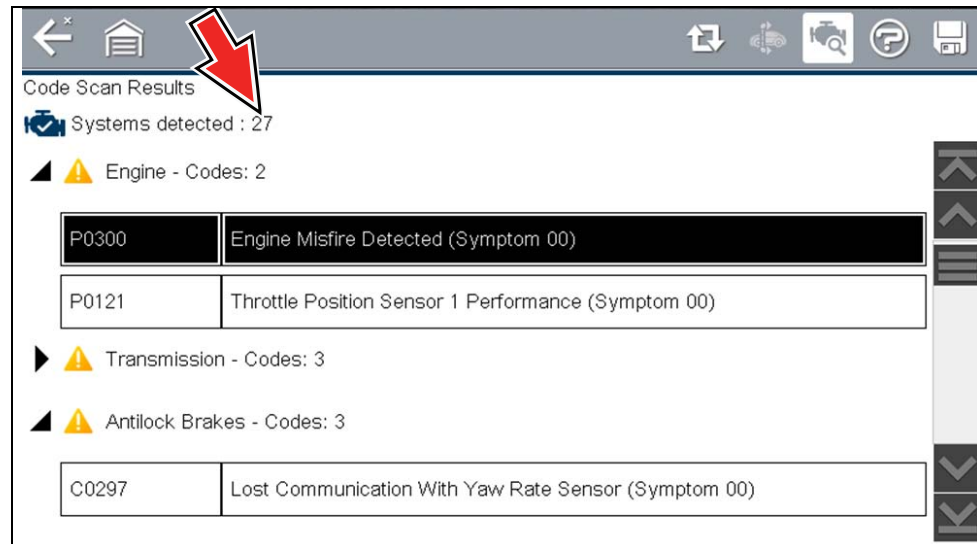 Code Scan Results
Systems detected : 27
Engine - Codes: 2
P0300 Engine Misfire Detected (Symptom 00)
P0121 Throttle Position Sensor 1 Performance (Symptom 00)
Transmission - Codes: 3
Antilock Brakes - Codes: 3
C0297 Lost Communication With Yaw Rate Sensor (Symptom 00)